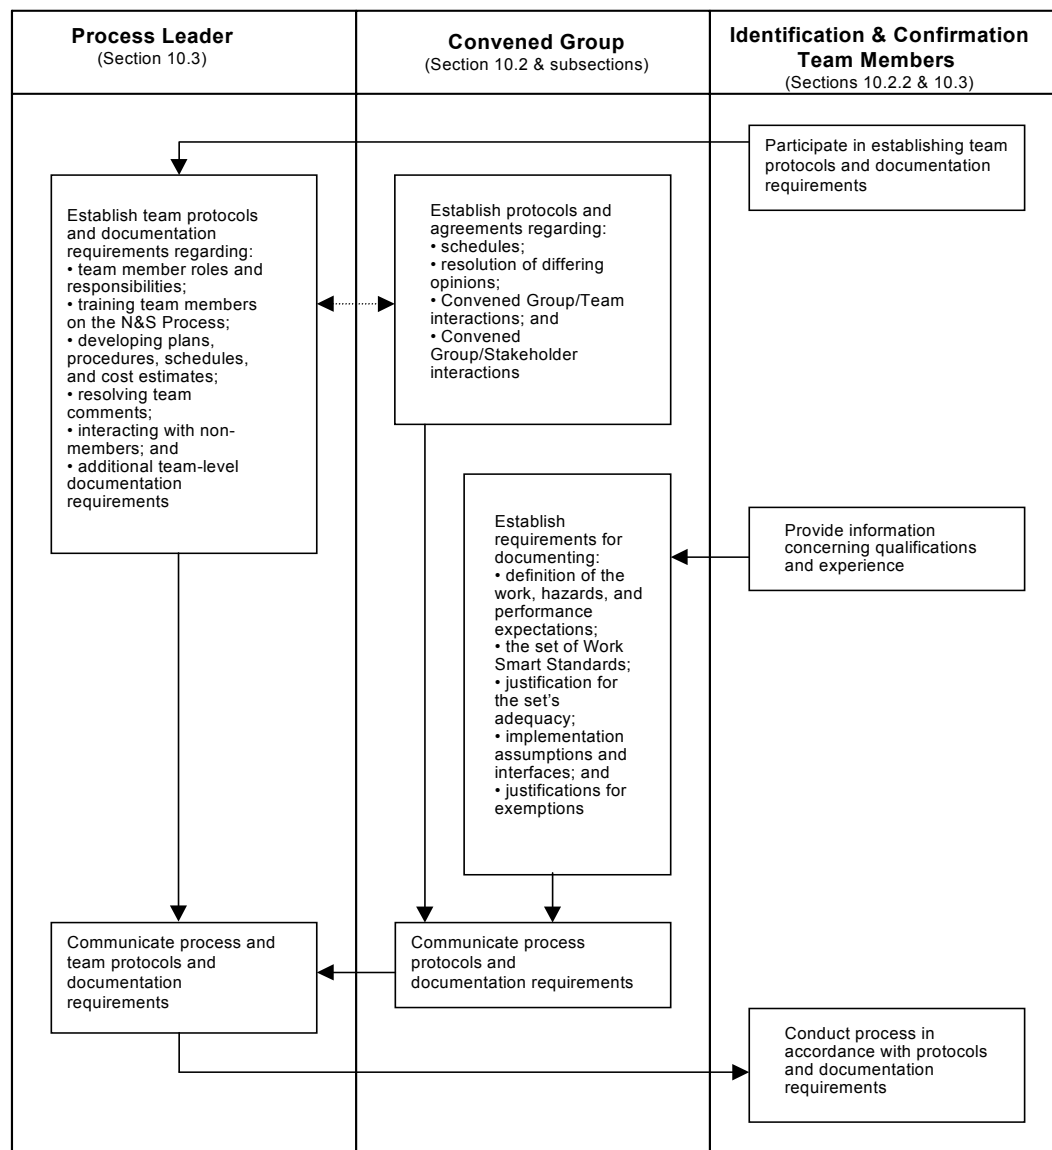 Process Leader
(Section 10.3)
Convened Group
(Section 10.2 & subsections)
Identification & Confirmation
Team Members
(Sections 10.2.2 & 10.3)
Participate in establishing team
protocols and documentation
requirements
Establish team protocols
and documentation
requirements regarding:
• team member roles and
responsibilities;
• training team members
on the N&S Process;
• developing plans,
procedures, schedules,
and cost estimates;
• resolving team
comments;
• interacting with non-
members; and
• additional team-level
documentation
requirements
Establish protocols and
agreements regarding:
• schedules;
• resolution of differing
opinions;
• Convened Group/Team
interactions; and
• Convened
Group/Stakeholder
interactions
Establish
requirements for
documenting:
• definition of the
work, hazards, and
performance
expectations;
• the set of Work
Smart Standards;
• justification for
the set’s
adequacy;
• implementation
assumptions and
interfaces; and
• justifications for
exemptions
Provide information
concerning qualifications
and experience
Communicate process and
team protocols and
documentation
requirements
Communicate process
protocols and
documentation requirements
Conduct process in
accordance with protocols
and documentation
requirements